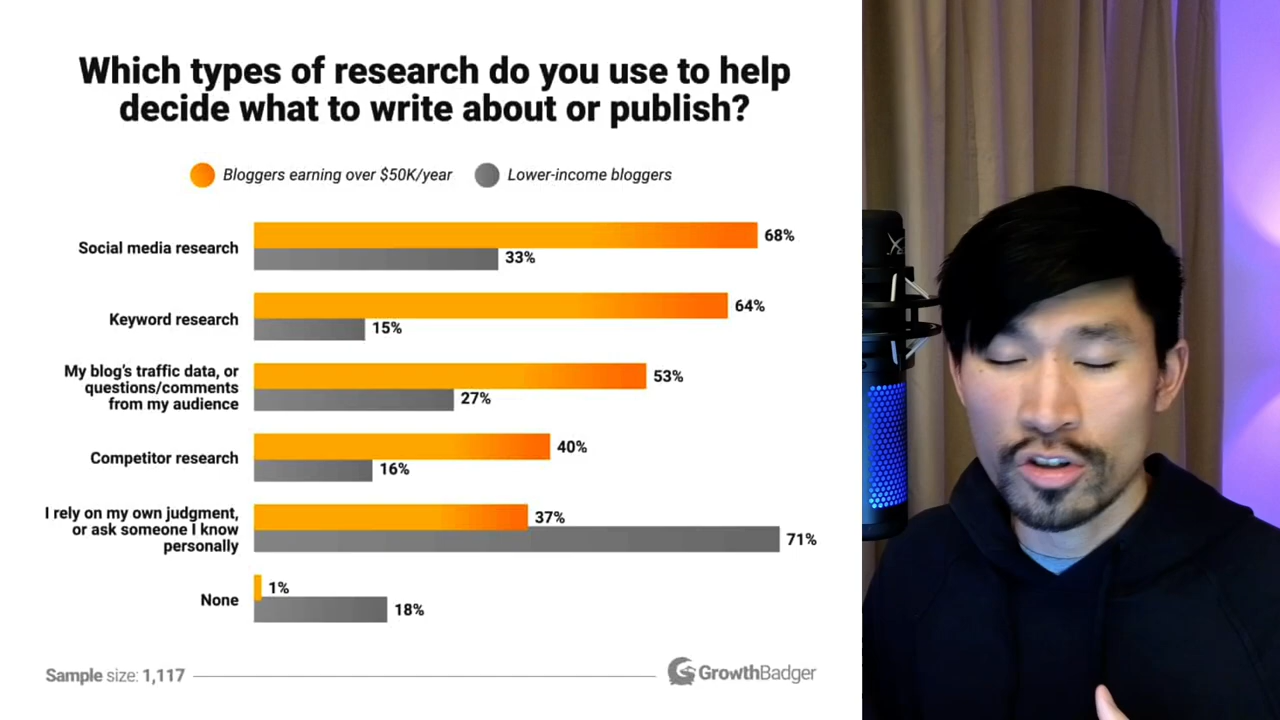 Which types of research do you use to help
decide what to write about or publish?
Bloggers earning over $50K/year
Lower-income bloggers
Social media research
68%
33%
Keyword research
64%
15%
My blog's traffic data, or
questions/comments
from my audience
53%
27%
Competitor research
40%
16%
I rely on my own judgment,
or ask someone I know
personally
37%
71%
None
1%
18%
Sample size: 1,117
GrowthBadger